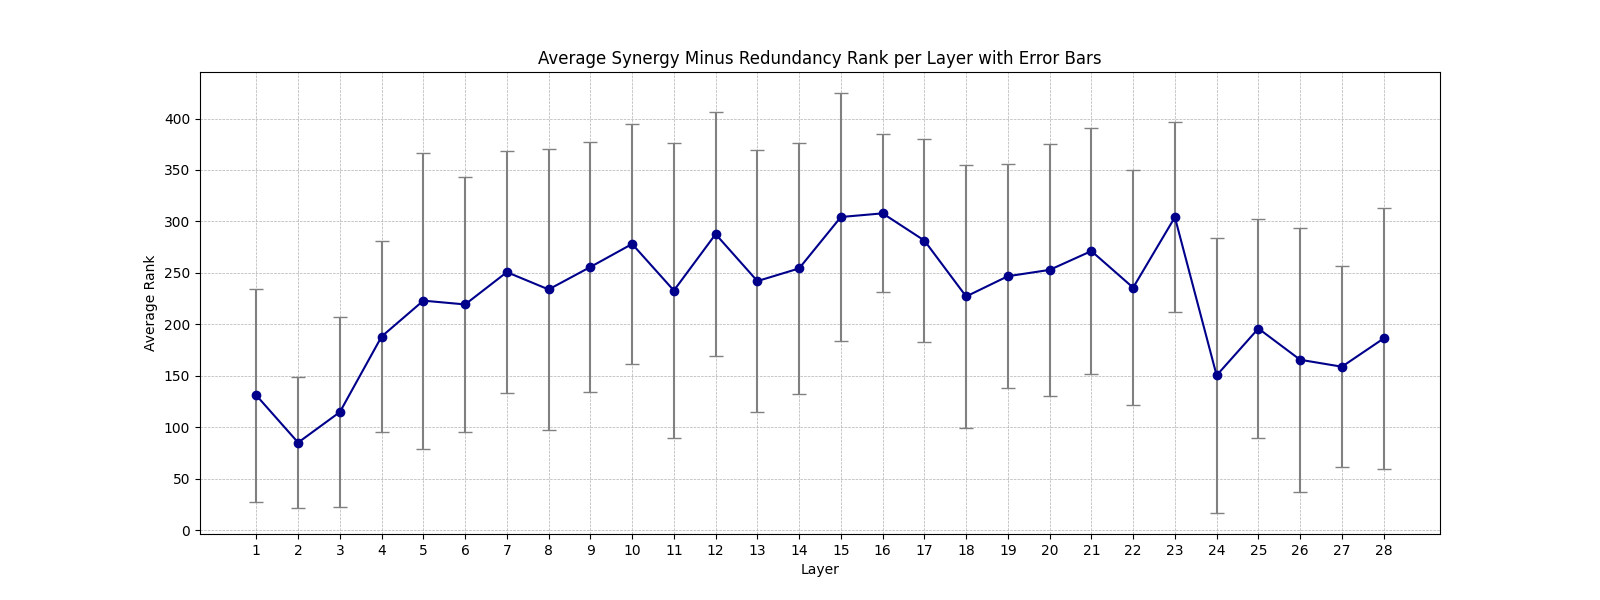 Average Synergy Minus Redundancy Rank per Layer with Error Bars
400
350
300
250
200
150
100
50
0
Average Rank
1 2 3 4 5 6 7 8 9 10 11 12 13 14 15 16 17 18 19 20 21 22 23 24 25 26 27 28
Layer